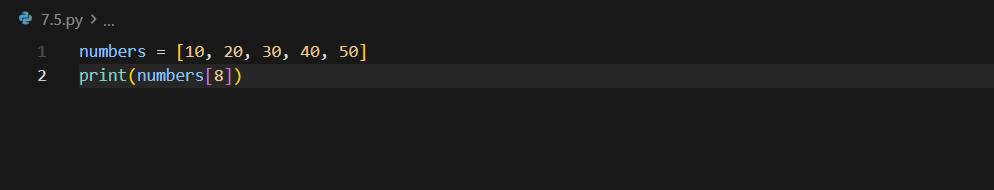 7.5.py > ...
1 numbers = [10, 20, 30, 40, 50]
2 print(numbers[8])